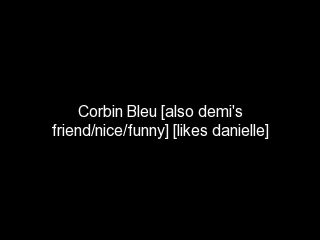 Corbin Bleu [also demi's
friend/nice/funny] [likes danielle]